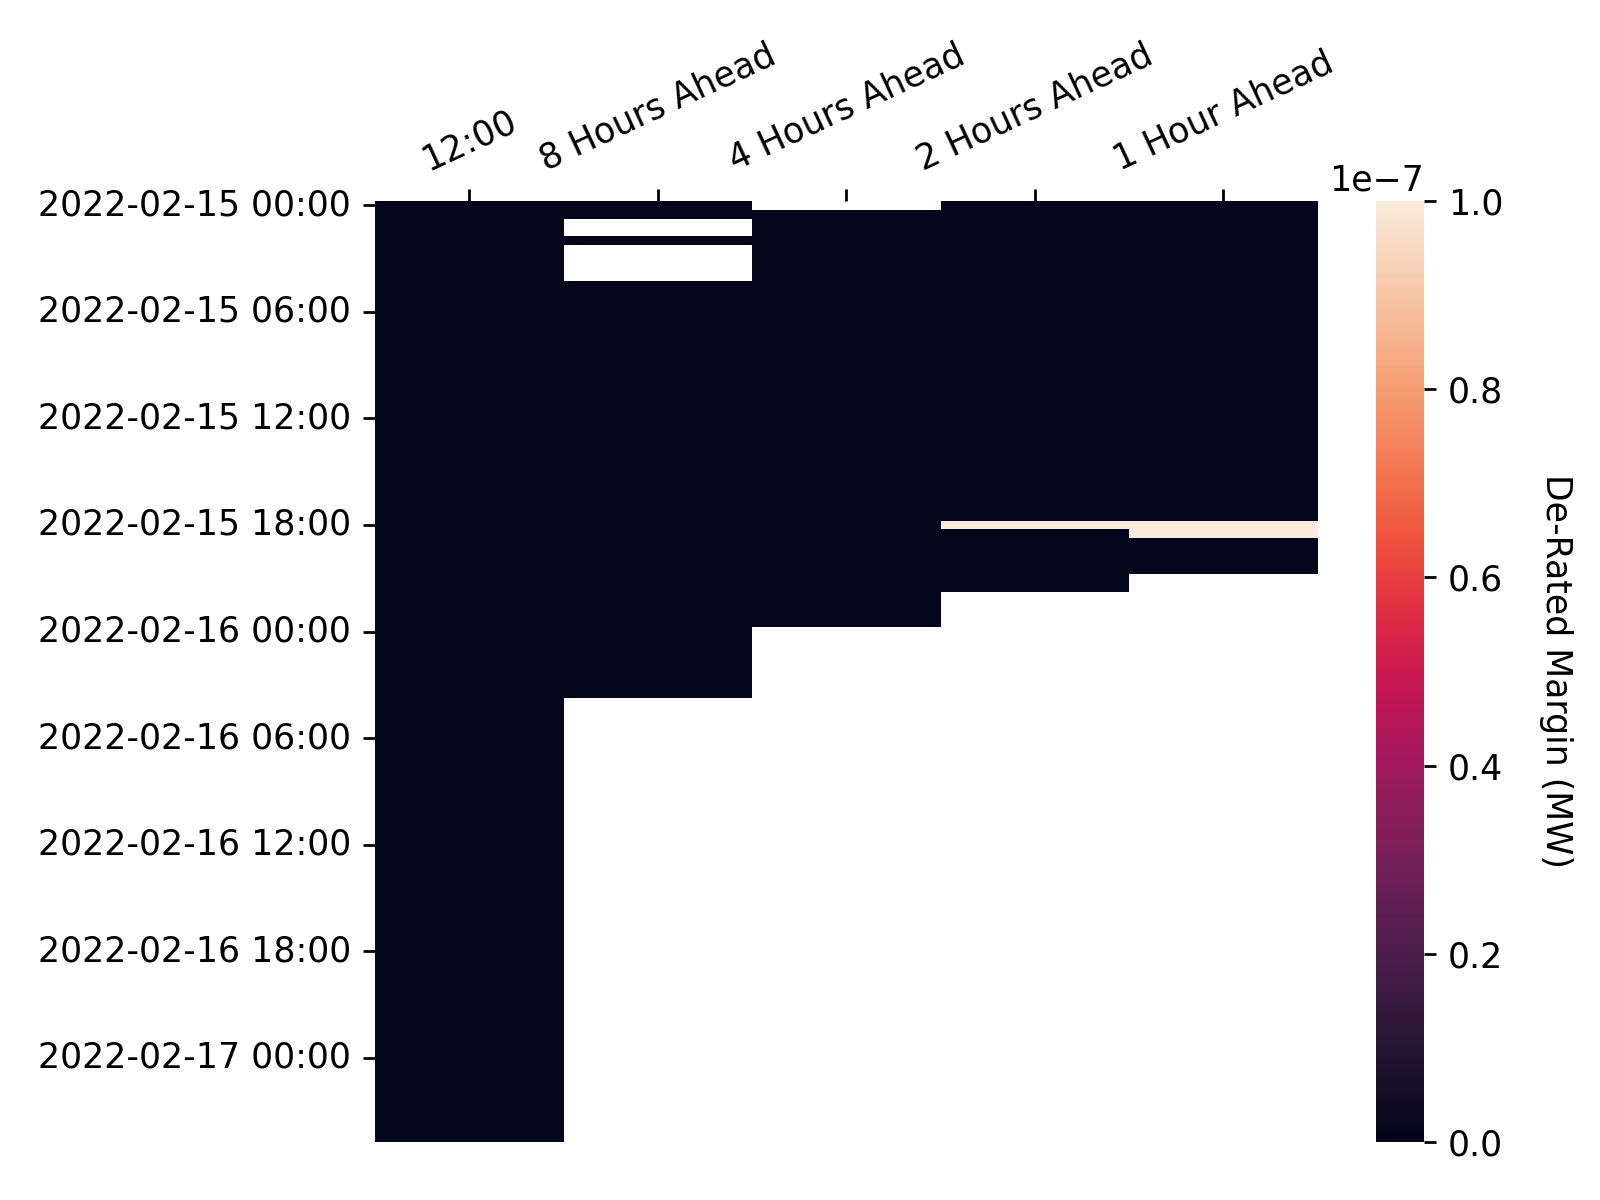 12:00
8 Hours Ahead
4 Hours Ahead
2 Hours Ahead
1 Hour Ahead
2022-02-15 00:00
2022-02-15 06:00
2022-02-15 12:00
2022-02-15 18:00
2022-02-16 00:00
2022-02-16 06:00
2022-02-16 12:00
2022-02-16 18:00
2022-02-17 00:00
1e−7
1.0
0.8
0.6
0.4
0.2
0.0
De-Rated Margin (MW)